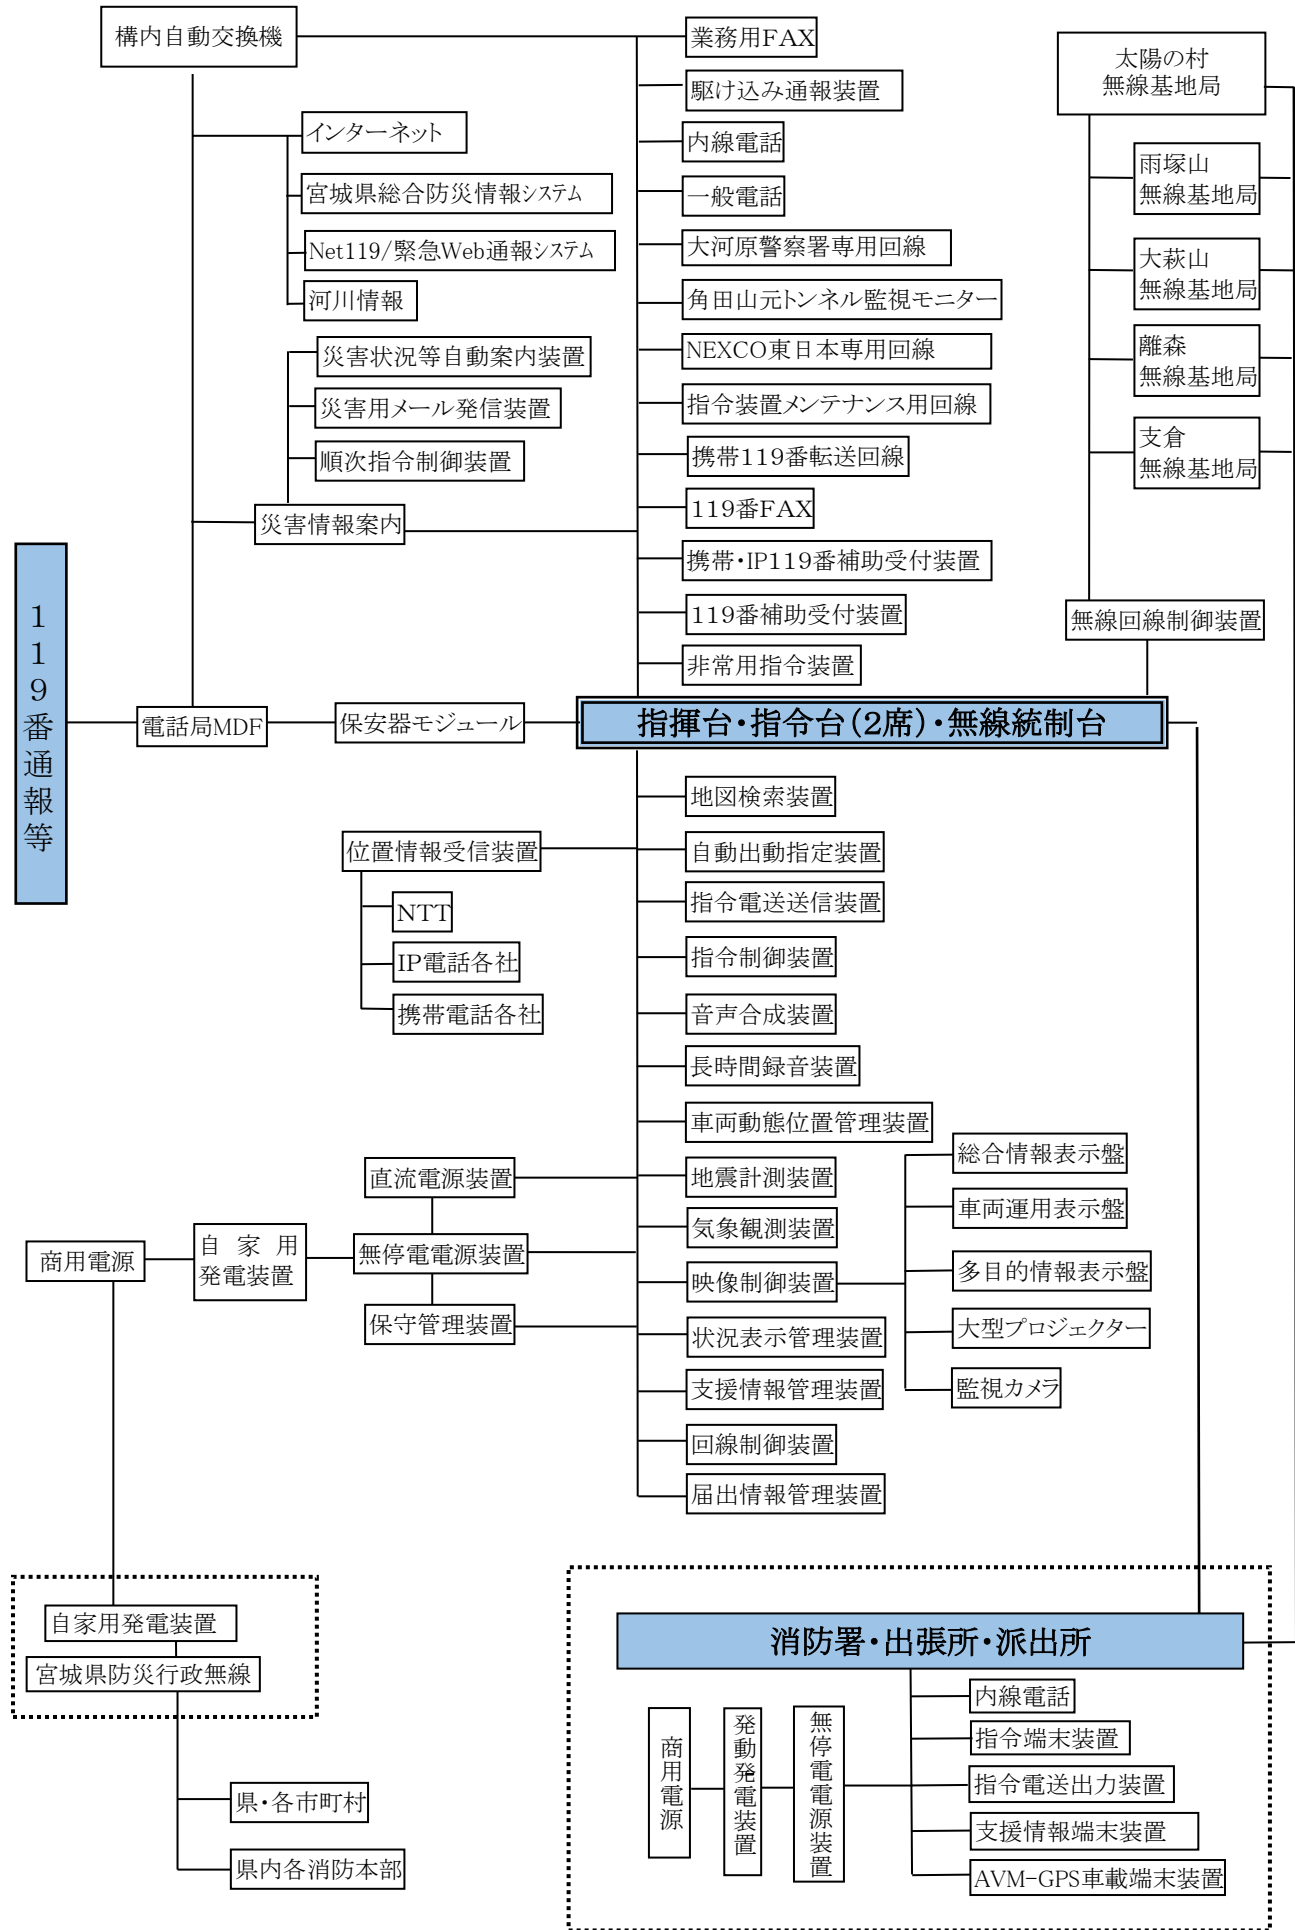 構内自動交換機
業務用FAX
太陽の村
無線基地局
駆け込み通報装置
インターネット
内線電話
雨塚山
無線基地局
宮城県総合防災情報システム
一般電話
Net119/緊急Web通報システム
大河原警察署専用回線
大萩山
無線基地局
河川情報
角田山元トンネル監視モニター
災害状況等自動案内装置
NEXCO東日本専用回線
離森
無線基地局
災害用メール発信装置
指令装置メンテナンス用回線
順次指令制御装置
携帯119番転送回線
支倉
無線基地局
災害情報案内
119番FAX
携帯・IP119番補助受付装置
119番補助受付装置
無線回線制御装置
非常用指令装置
119番通報等
電話局MDF
保安器モジュール
指揮台・指令台(2席)・無線統制台
地図検索装置
位置情報受信装置
自動出動指定装置
NTT
指令電送送信装置
IP電話各社
指令制御装置
携帯電話各社
音声合成装置
長時間録音装置
車両動態位置管理装置
総合情報表示盤
直流電源装置
地震計測装置
車両運用表示盤
気象観測装置
商用電源
自家用
発電装置
無停電電源装置
映像制御装置
多目的情報表示盤
保守管理装置
状況表示管理装置
大型プロジェクター
支援情報管理装置
監視カメラ
回線制御装置
届出情報管理装置
自家用発電装置
宮城県防災行政無線
県・各市町村
県内各消防本部
消防署・出張所・派出所
商用電源
発動発電装置
無停電電源装置
内線電話
指令端末装置
指令電送出力装置
支援情報端末装置
AVM-GPS車載端末装置